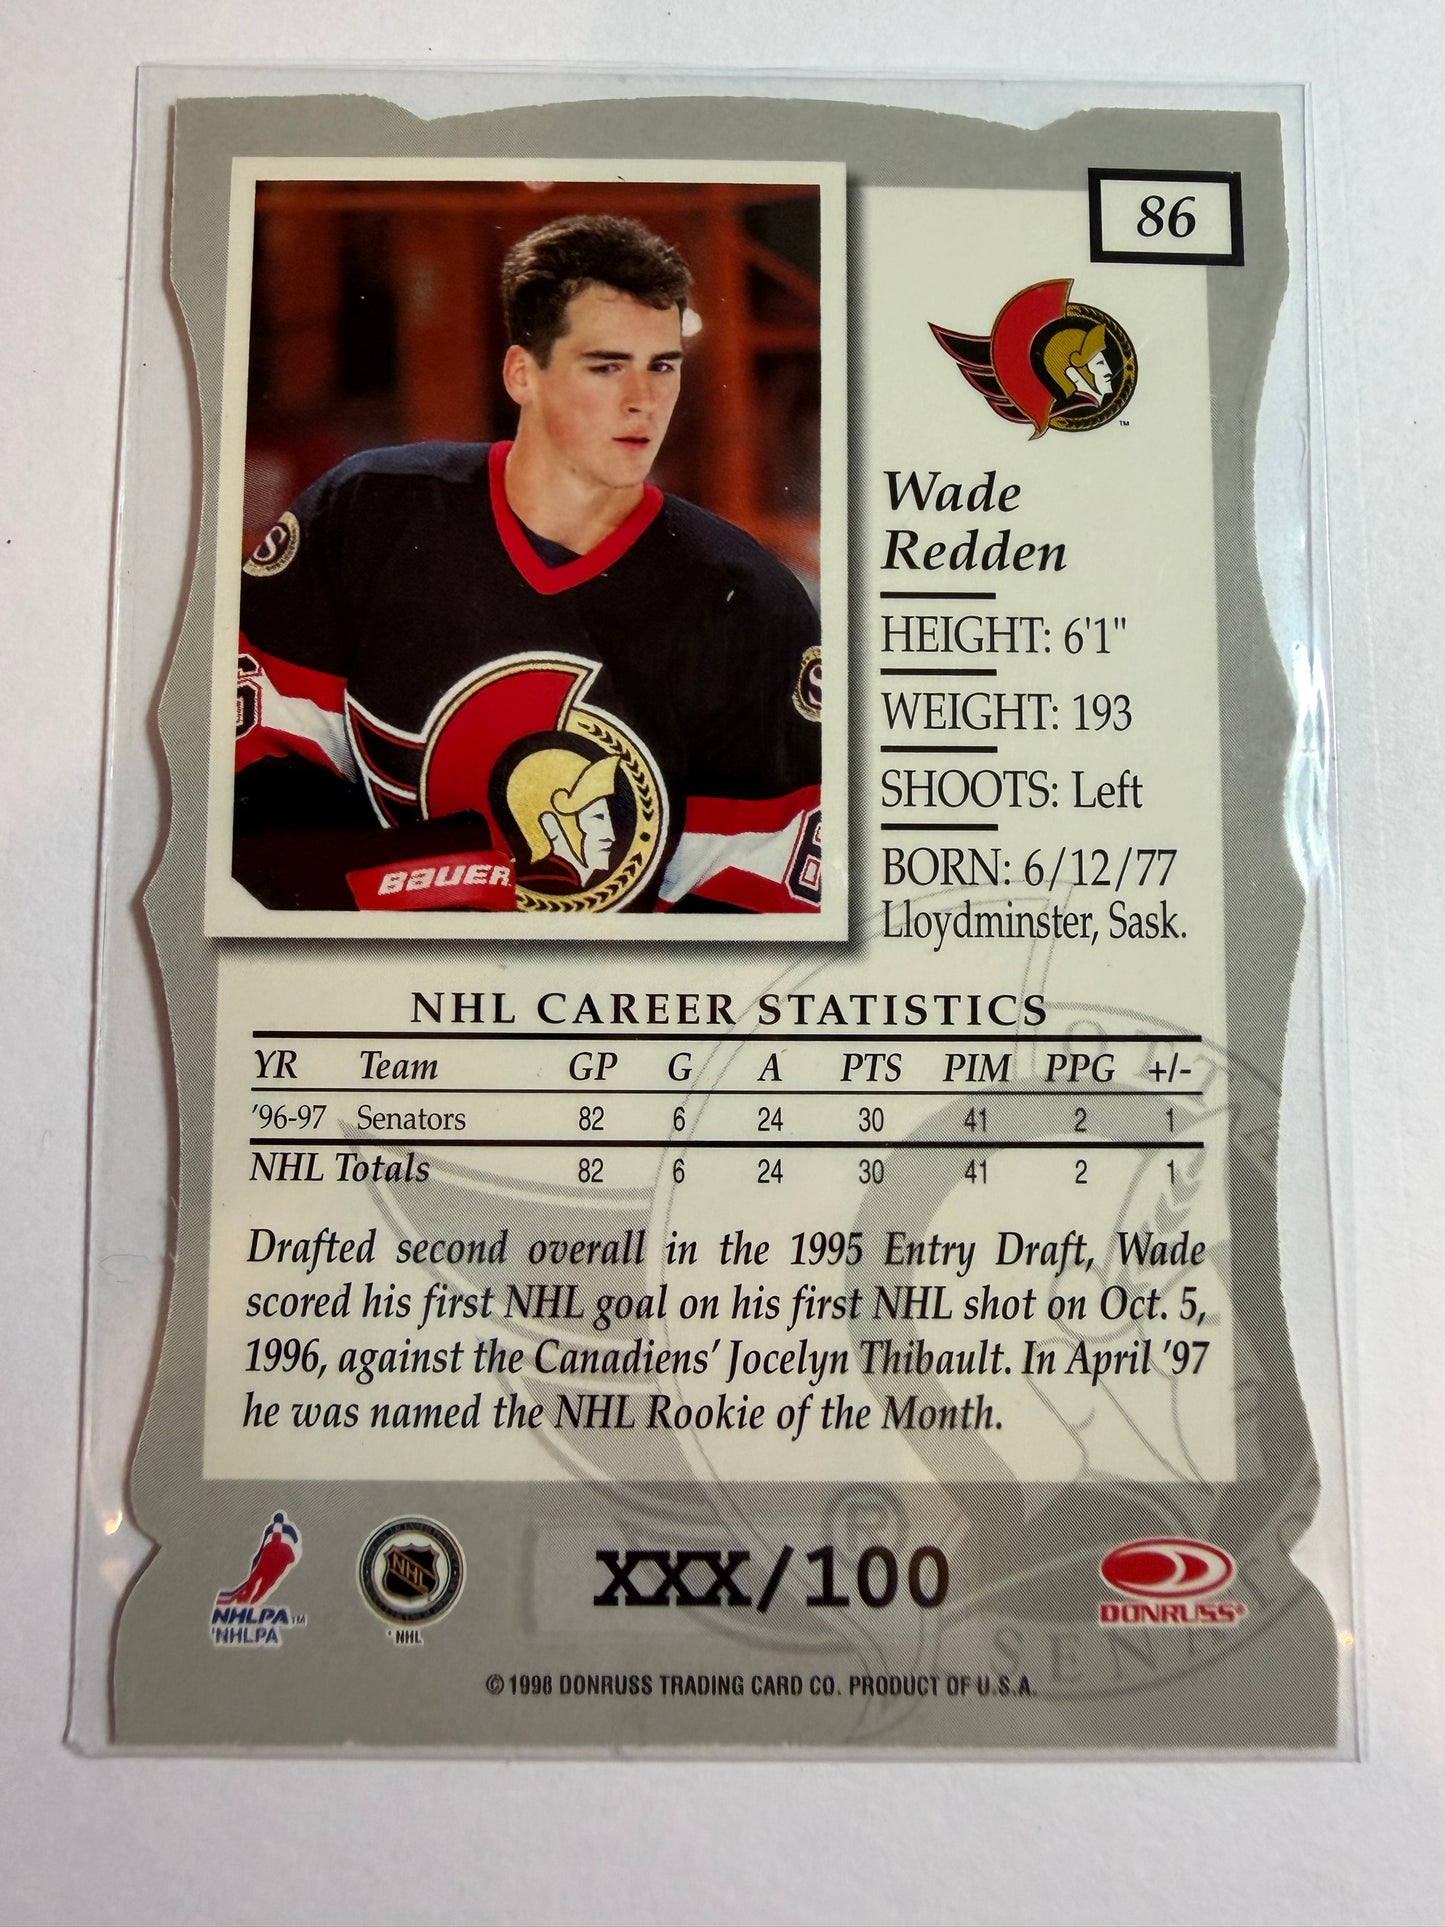 86
Wade
Redden
HEIGHT: 6'1"
WEIGHT: 193
SHOOTS: Left
BORN: 6/12/77
Lloydminster, Sask.
BAUER
NHL CAREER STATISTICS
YR Team GP G A PTS PIM PPG +/-
'96-97 Senators 82 6 24 30 41 2 1
NHL Totals 82 6 24 30 41 2 1
Drafted second overall in the 1995 Entry Draft, Wade
scored his first NHL goal on his first NHL shot on Oct. 5,
1996, against the Canadiens' Jocelyn Thibault. In April '97
he was named the NHL Rookie of the Month.
NHLPA™
'NHLPA
NHL
'NHL
XXX/100
DONRUSS®
© 1998 DONRUSS TRADING CARD CO. PRODUCT OF U.S.A.